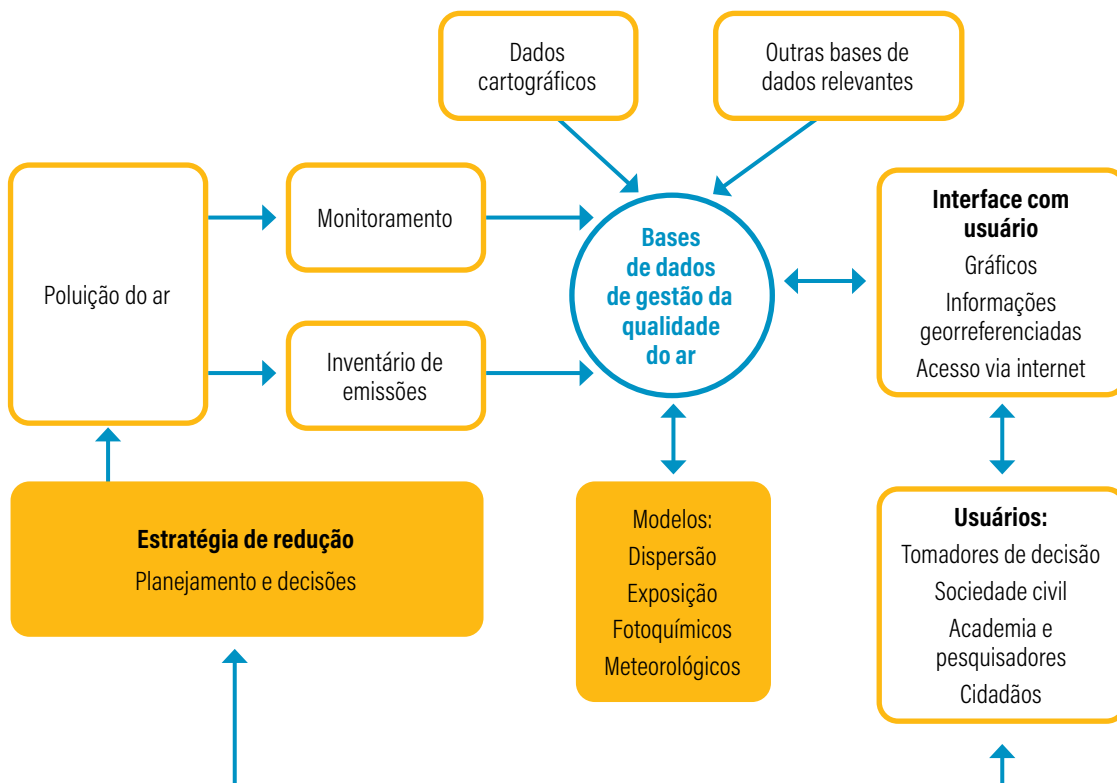 Dados
cartográficos
Outras bases de
dados relevantes
Poluição do ar
Monitoramento
Inventário de
emissões
Bases
de dados
de gestão da
qualidade
do ar
Interface com
usuário
Gráficos
Informações
georreferenciadas
Acesso via internet
Estratégia de redução
Planejamento e decisões
Modelos:
Dispersão
Exposição
Fotoquímicos
Meteorológicos
Usuários:
Tomadores de decisão
Sociedade civil
Academia e
pesquisadores
Cidadãos